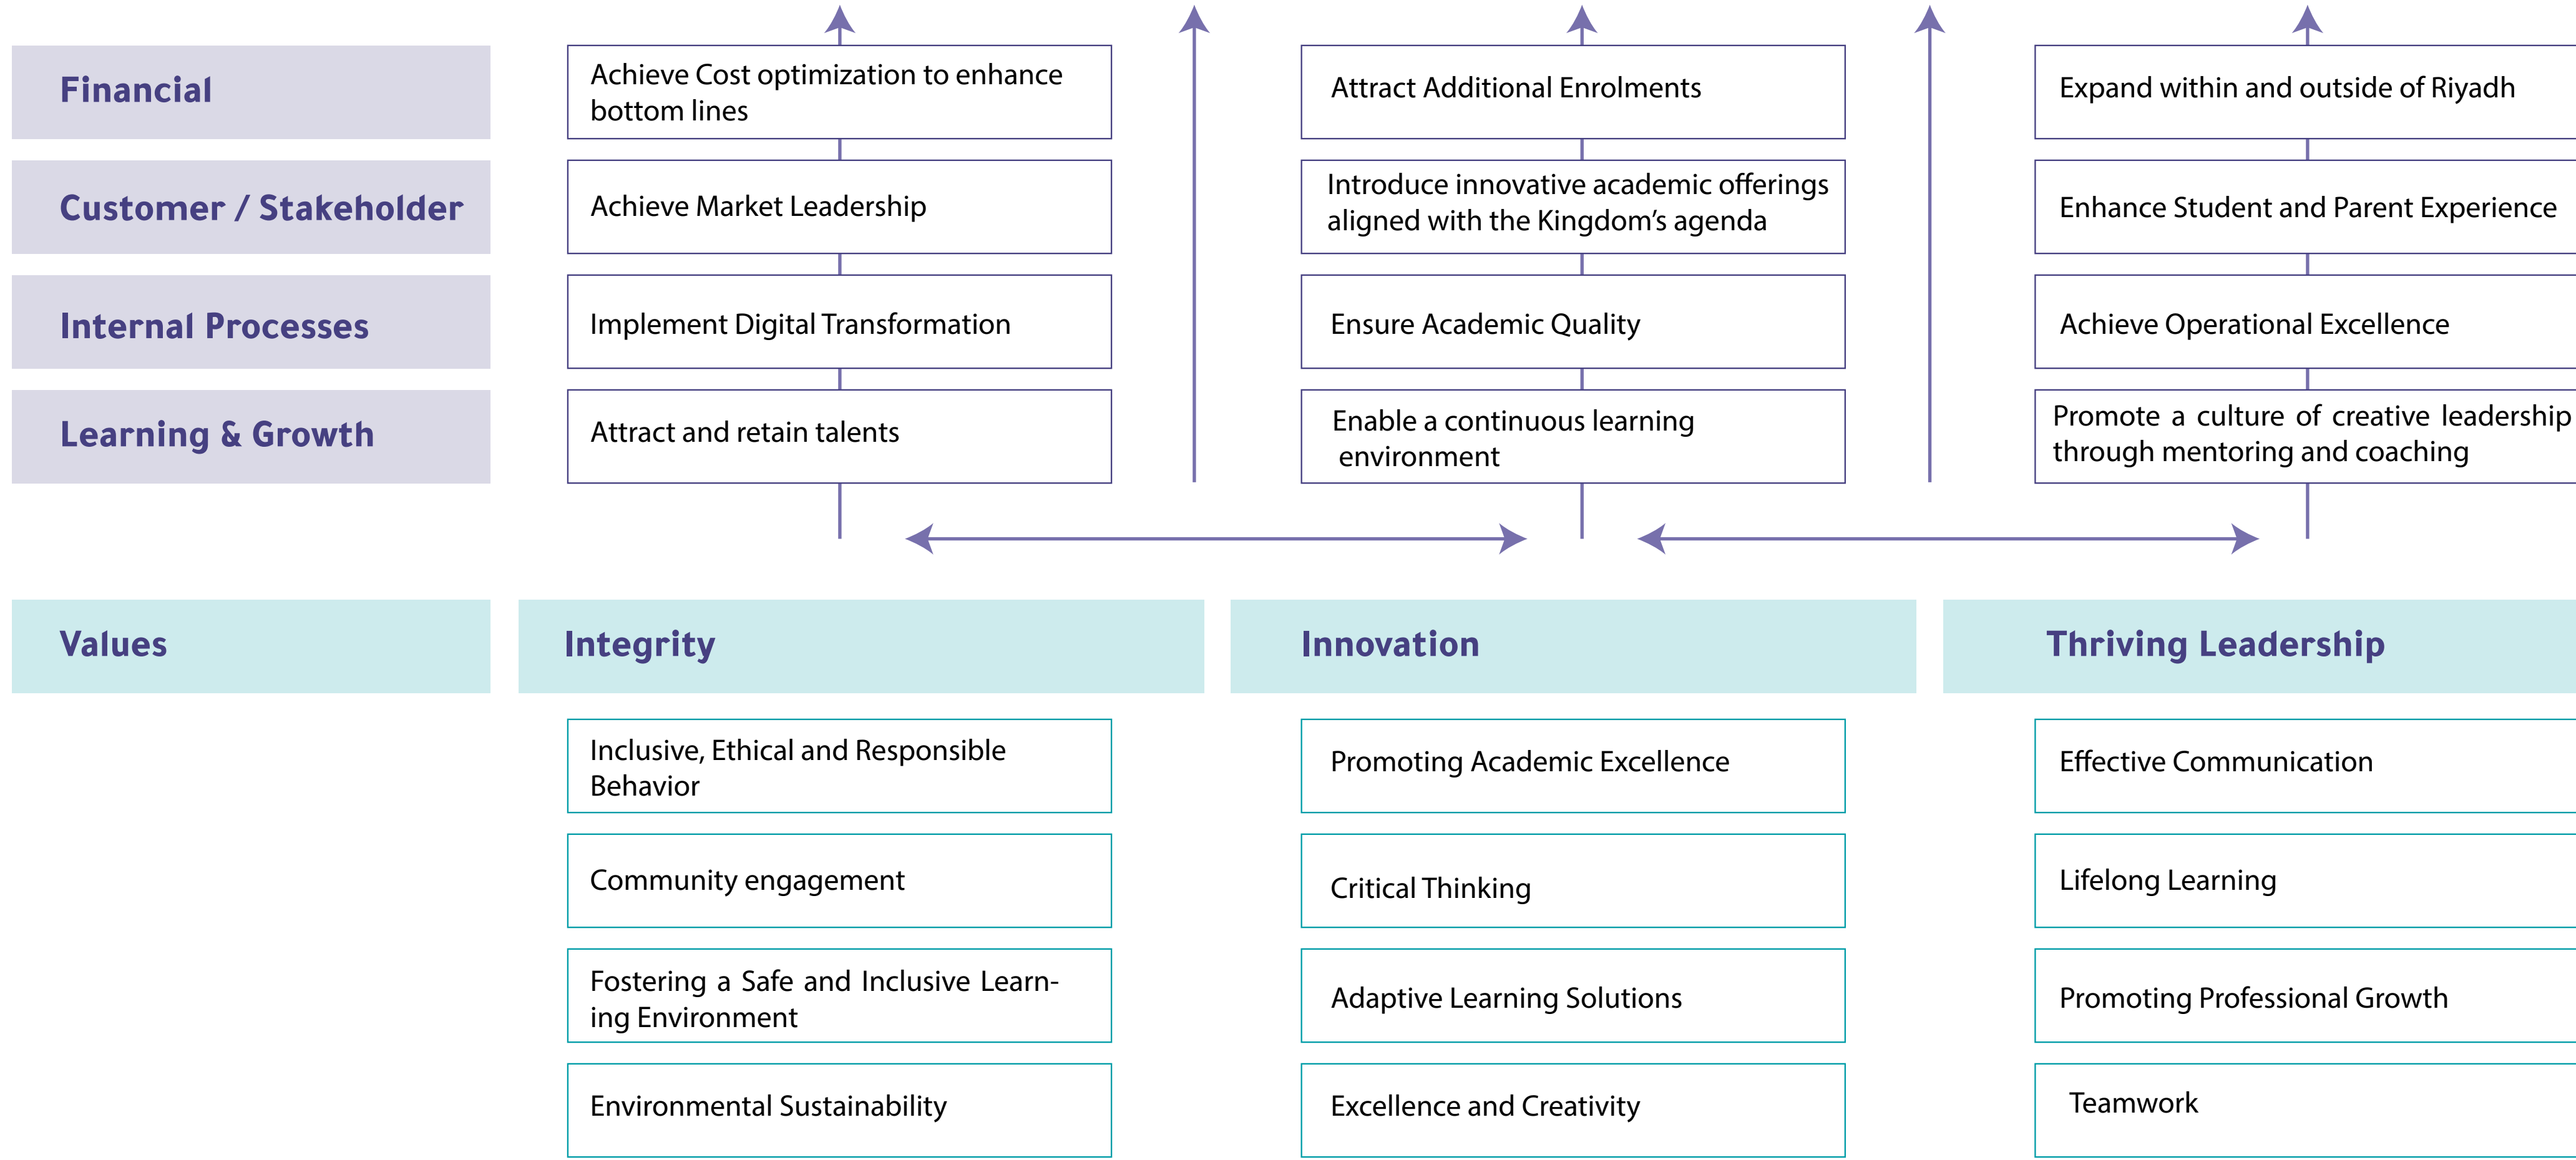 Financial
Achieve Cost optimization to enhance
bottom lines
Attract Additional Enrolments
Expand within and outside of Riyadh
Customer / Stakeholder
Achieve Market Leadership
Introduce innovative academic offerings
aligned with the Kingdom’s agenda
Enhance Student and Parent Experience
Internal Processes
Implement Digital Transformation
Ensure Academic Quality
Achieve Operational Excellence
Learning & Growth
Attract and retain talents
Enable a continuous learning
environment
Promote a culture of creative leadership
through mentoring and coaching
Values
Integrity
Innovation
Thriving Leadership
Inclusive, Ethical and Responsible
Behavior
Promoting Academic Excellence
Effective Communication
Community engagement
Critical Thinking
Lifelong Learning
Fostering a Safe and Inclusive Learn-
ing Environment
Adaptive Learning Solutions
Promoting Professional Growth
Environmental Sustainability
Excellence and Creativity
Teamwork